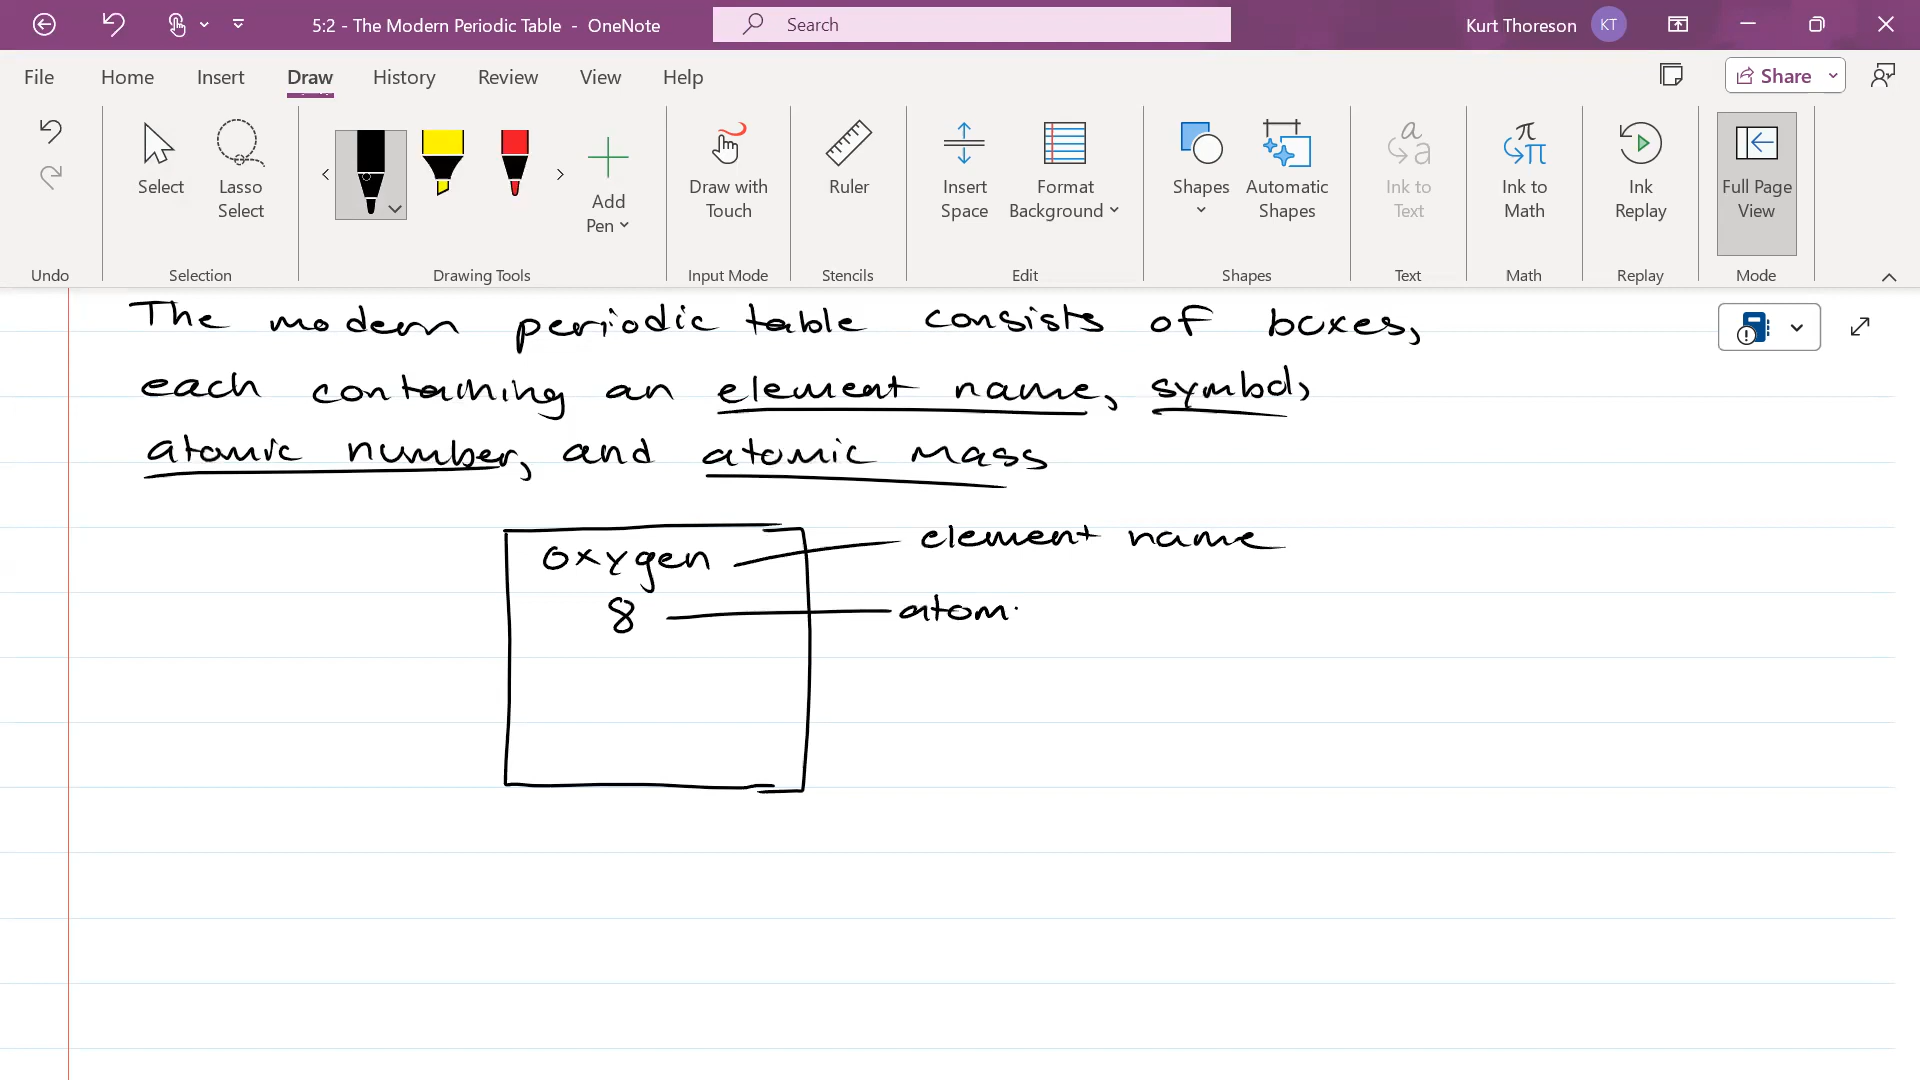 5:2 - The Modern Periodic Table - OneNote
Search
Kurt Thoreson
KT
File Home Insert Draw History Review View Help
Share
Select
Lasso Select
Add Pen
Draw with Touch
Ruler
Insert Space
Format Background
Shapes
Automatic Shapes
Ink to Text
Ink to Math
Ink Replay
Full Page View
Undo Selection Drawing Tools Input Mode Stencils Edit Shapes Text Math Replay Mode
The modern periodic table consists of boxes,
each containing an element name, symbol,
atomic number, and atomic mass
oxygen element name
8 atom